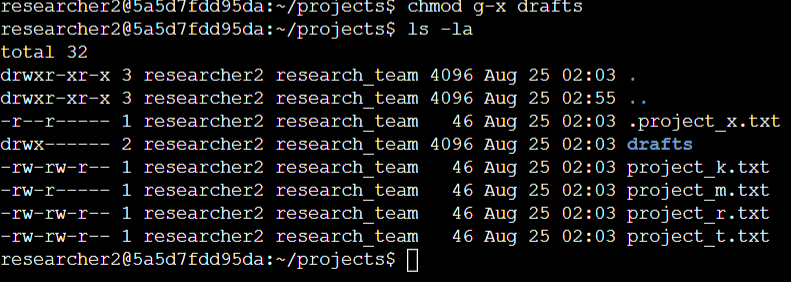 researcher2@5a5d7fdd95da:~/projects$ chmod g-x drafts
researcher2@5a5d7fdd95da:~/projects$ ls -la
total 32
drwxr-xr-x 3 researcher2 research_team 4096 Aug 25 02:03 .
drwxr-xr-x 3 researcher2 research_team 4096 Aug 25 02:55 ..
-r--r----- 1 researcher2 research_team   46 Aug 25 02:03 .project_x.txt
drwx------ 2 researcher2 research_team 4096 Aug 25 02:03 drafts
-rw-rw-r-- 1 researcher2 research_team   46 Aug 25 02:03 project_k.txt
-rw-r----- 1 researcher2 research_team   46 Aug 25 02:03 project_m.txt
-rw-rw-r-- 1 researcher2 research_team   46 Aug 25 02:03 project_r.txt
-rw-rw-r-- 1 researcher2 research_team   46 Aug 25 02:03 project_t.txt
researcher2@5a5d7fdd95da:~/projects$